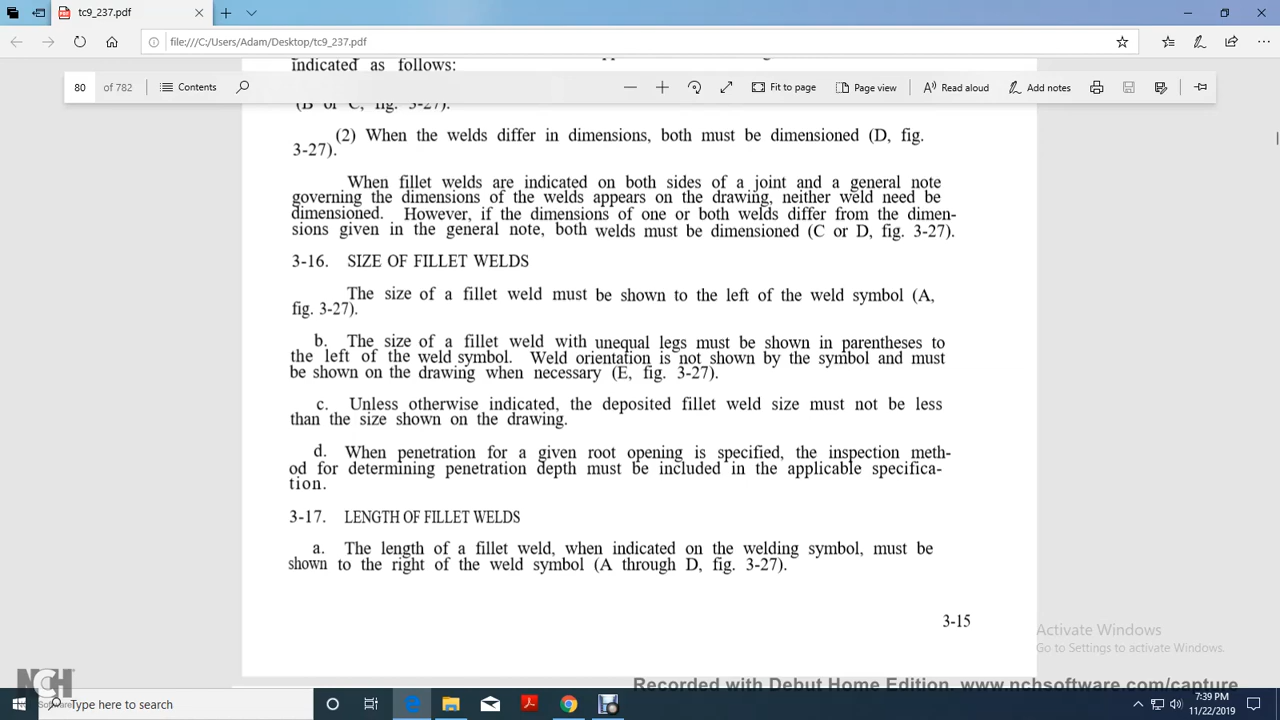 tc9_237.pdf
file:///C:/Users/Adam/Desktop/tc9_237.pdf
indicated as follows:
80 of 782 Contents Fit to page Page view Read aloud Add notes
(B or C, fig. 3-27).
(2) When the welds differ in dimensions, both must be dimensioned (D, fig.
3-27).
When fillet welds are indicated on both sides of a joint and a general note
governing the dimensions of the welds appears on the drawing, neither weld need be
dimensioned. However, if the dimensions of one or both welds differ from the dimen-
sions given in the general note, both welds must be dimensioned (C or D, fig. 3-27).
3-16. SIZE OF FILLET WELDS
The size of a fillet weld must be shown to the left of the weld symbol (A,
fig. 3-27).
b. The size of a fillet weld with unequal legs must be shown in parentheses to
the left of the weld symbol. Weld orientation is not shown by the symbol and must
be shown on the drawing when necessary (E, fig. 3-27).
c. Unless otherwise indicated, the deposited fillet weld size must not be less
than the size shown on the drawing.
d. When penetration for a given root opening is specified, the inspection meth-
od for determining penetration depth must be included in the applicable specifica-
tion.
3-17. LENGTH OF FILLET WELDS
a. The length of a fillet weld, when indicated on the welding symbol, must be
shown to the right of the weld symbol (A through D, fig. 3-27).
3-15
Activate Windows
Go to Settings to activate Windows.
NCH
Software
Recorded with Debut Home Edition. www.nchsoftware.com/capture
Type here to search
7:39 PM
11/22/2019